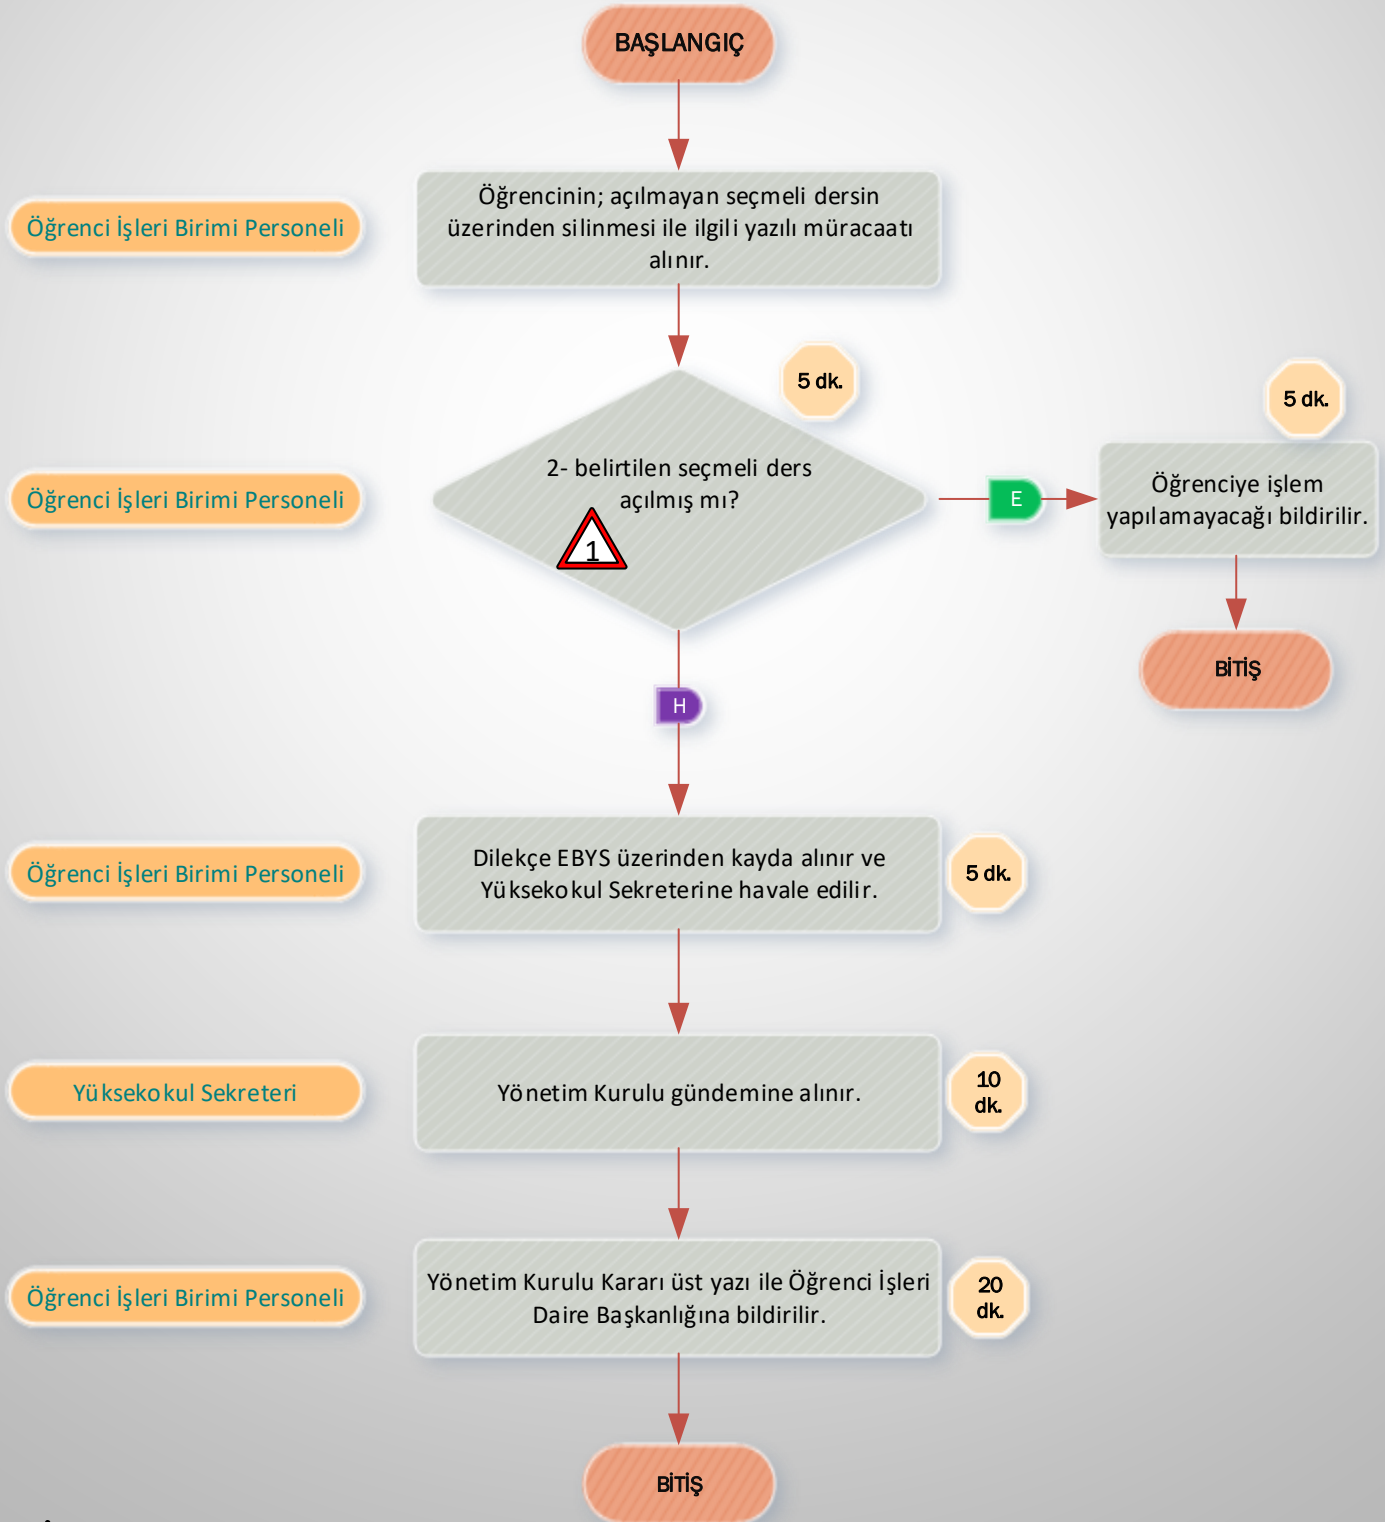 BAŞLANGIÇ
Öğrenci İşleri Birimi Personeli
Öğrencinin; açılmayan seçmeli dersin
üzerinden silinmesi ile ilgili yazılı müracaatı
alınır.
5 dk.
5 dk.
Öğrenci İşleri Birimi Personeli
2- belirtilen seçmeli ders
açılmış mı?
1
E
Öğrenciye işlem
yapılamayacağı bildirilir.
BİTİŞ
H
Öğrenci İşleri Birimi Personeli
Dilekçe EBYS üzerinden kayda alınır ve
Yüksekokul Sekreterine havale edilir.
5 dk.
Yüksekokul Sekreteri
Yönetim Kurulu gündemine alınır.
10
dk.
Öğrenci İşleri Birimi Personeli
Yönetim Kurulu Kararı üst yazı ile Öğrenci İşleri
Daire Başkanlığına bildirilir.
20
dk.
BİTİŞ